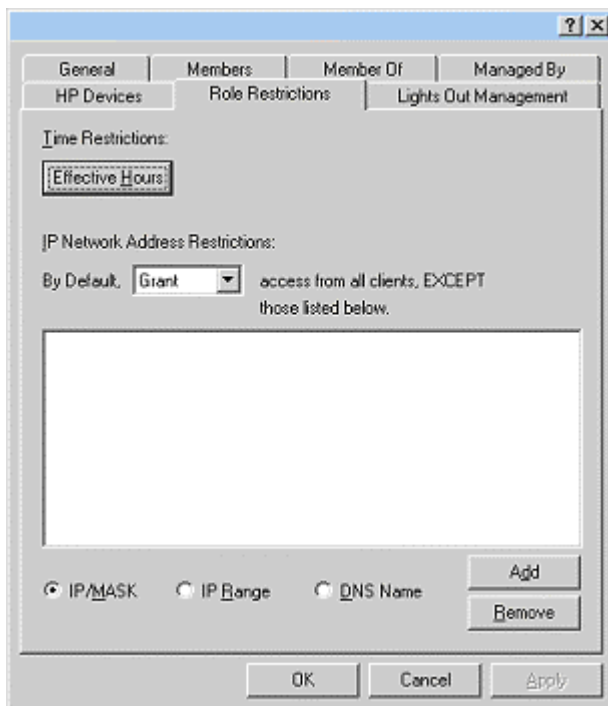 General Members Member Of Managed By
HP Devices Role Restrictions Lights Out Management
Time Restrictions:
Effective Hours
IP Network Address Restrictions:
By Default, Grant access from all clients, EXCEPT
those listed below.
Add
IP/MASK IP Range DNS Name
Remove
OK Cancel Apply